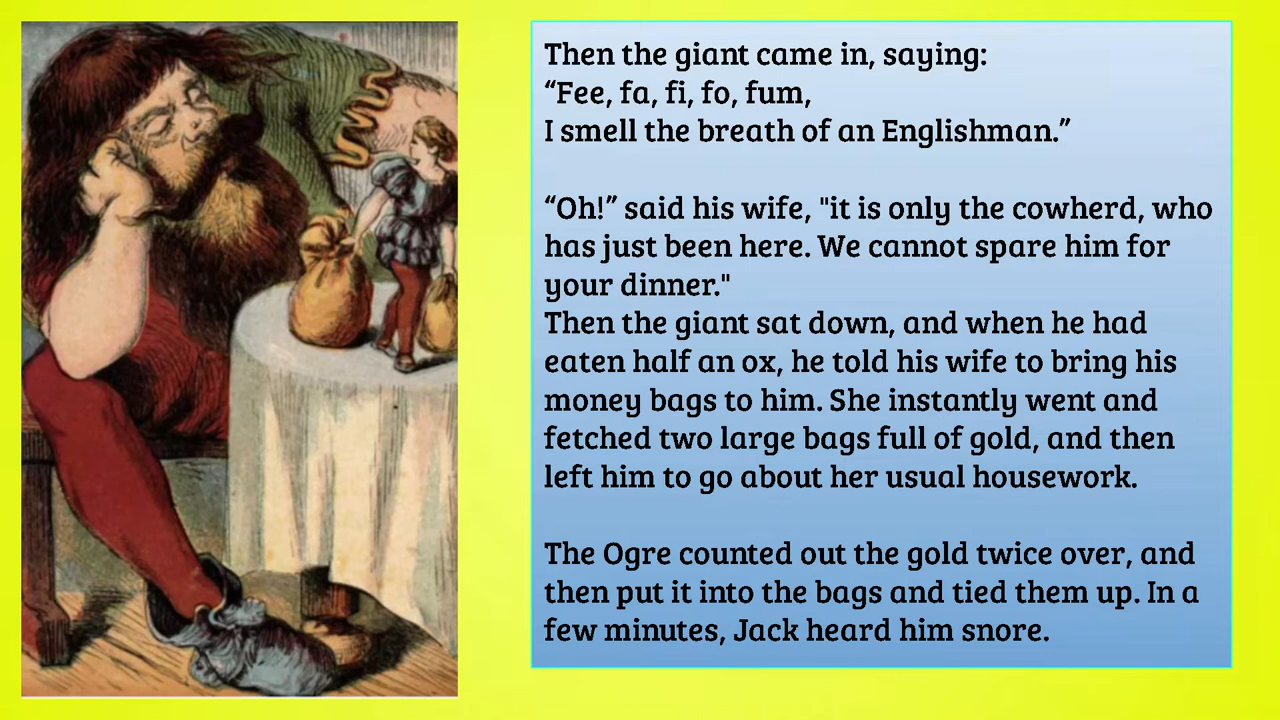 Then the giant came in, saying:
“Fee, fa, fi, fo, fum,
I smell the breath of an Englishman.”
“Oh!” said his wife, "it is only the cowherd, who
has just been here. We cannot spare him for
your dinner."
Then the giant sat down, and when he had
eaten half an ox, he told his wife to bring his
money bags to him. She instantly went and
fetched two large bags full of gold, and then
left him to go about her usual housework.
The Ogre counted out the gold twice over, and
then put it into the bags and tied them up. In a
few minutes, Jack heard him snore.